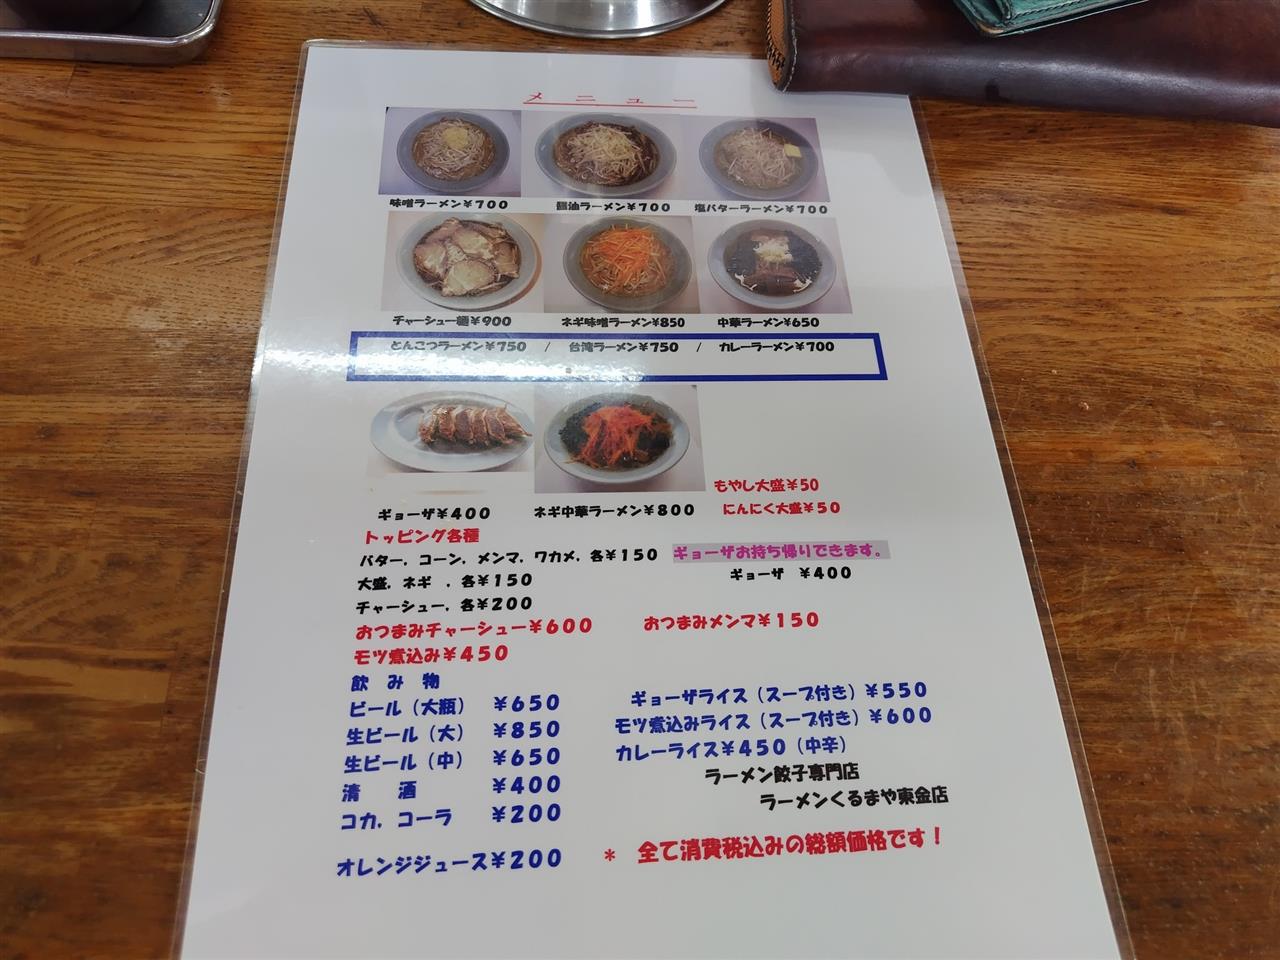 メニュー
味噌ラーメン¥700 醤油ラーメン¥700 塩バターラーメン¥700
チャーシュー麺¥900 ネギ味噌ラーメン¥850 中華ラーメン¥650
とんこつラーメン¥750 / 台湾ラーメン¥750 / カレーラーメン¥700
もやし大盛¥50
ギョーザ¥400 ネギ中華ラーメン¥800 にんにく大盛¥50
トッピング各種
バター, コーン, メンマ, ワカメ, 各¥150 ギョーザお持ち帰りできます。
大盛, ネギ , 各¥150 ギョーザ ¥400
チャーシュー, 各¥200
おつまみチャーシュー¥600 おつまみメンマ¥150
モツ煮込み¥450
飲み物
ビール(大瓶) ¥650 ギョーザライス(スープ付き)¥550
生ビール(大) ¥850 モツ煮込みライス(スープ付き)¥600
生ビール(中) ¥650 カレーライス¥450(中辛)
清 酒 ¥400 ラーメン餃子専門店
コカ, コーラ ¥200 ラーメンくるまや東金店
オレンジジュース¥200 * 全て消費税込みの総額価格です!